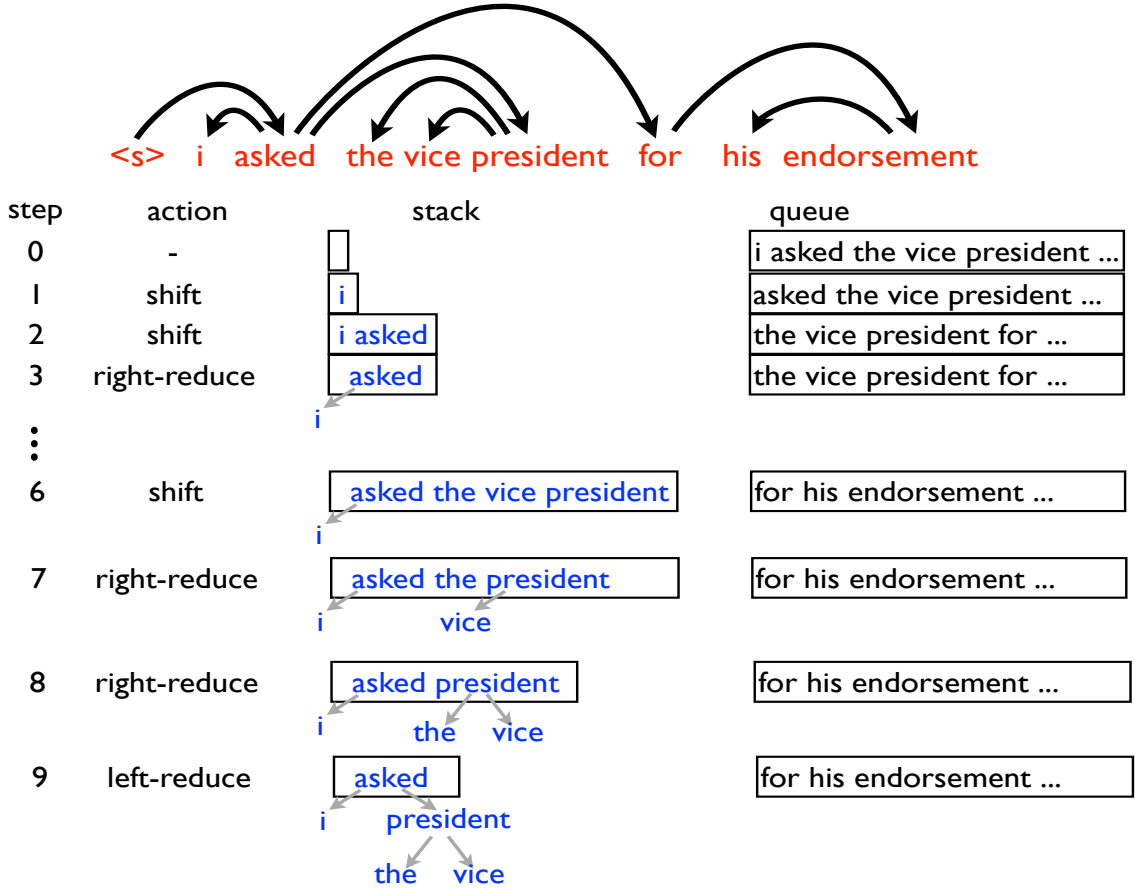 <s> i asked the vice president for his endorsement
step action stack queue
0 - i asked the vice president ...
1 shift i asked the vice president ...
2 shift i asked the vice president for ...
3 right-reduce asked the vice president for ...
i
6 shift asked the vice president for his endorsement ...
i
7 right-reduce asked the president for his endorsement ...
i vice
8 right-reduce asked president for his endorsement ...
i the vice
9 left-reduce asked for his endorsement ...
i president
the vice